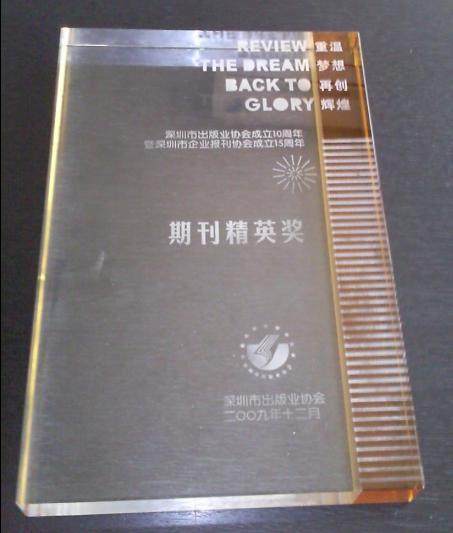 REVIEW 重温
THE DREAM 梦想
BACK TO 再创
GLORY 辉煌
深圳市出版业协会成立10周年
暨深圳市企业报刊协会成立15周年
期刊精英奖
深圳市出版业协会
二〇〇九年十二月